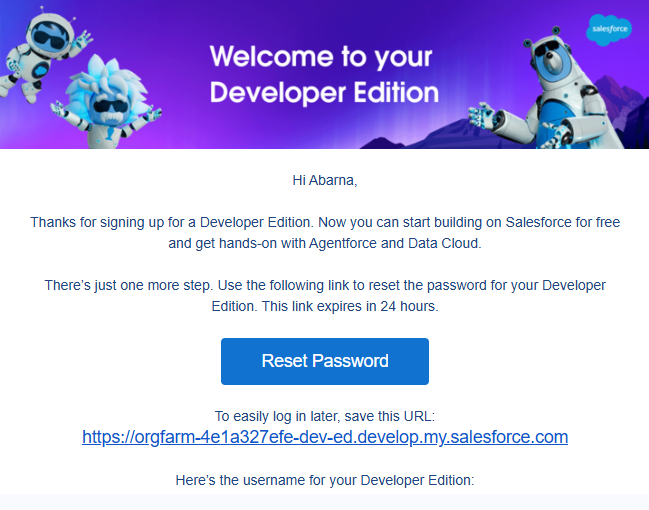 salesforce
Welcome to your
Developer Edition
Hi Abarna,
Thanks for signing up for a Developer Edition. Now you can start building on Salesforce for free
and get hands-on with Agentforce and Data Cloud.
There's just one more step. Use the following link to reset the password for your Developer
Edition. This link expires in 24 hours.
Reset Password
To easily log in later, save this URL:
https://orgfarm-4e1a327efe-dev-ed.develop.my.salesforce.com
Here's the username for your Developer Edition: